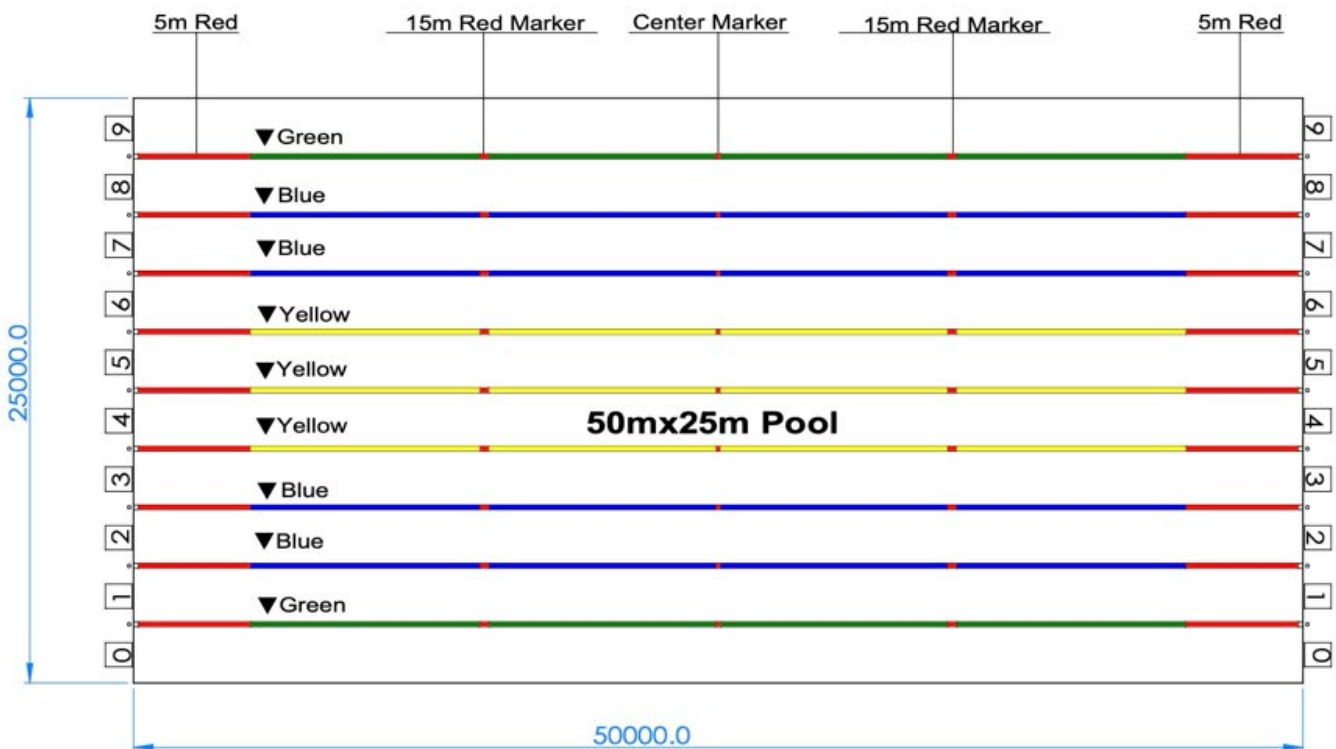 5m Red
15m Red Marker
Center Marker
15m Red Marker
5m Red
9
Green
9
8
Blue
8
7
Blue
7
6
Yellow
6
5
Yellow
5
25000.0
4
Yellow
50mx25m Pool
4
3
Blue
3
2
Blue
2
1
Green
1
0
0
50000.0